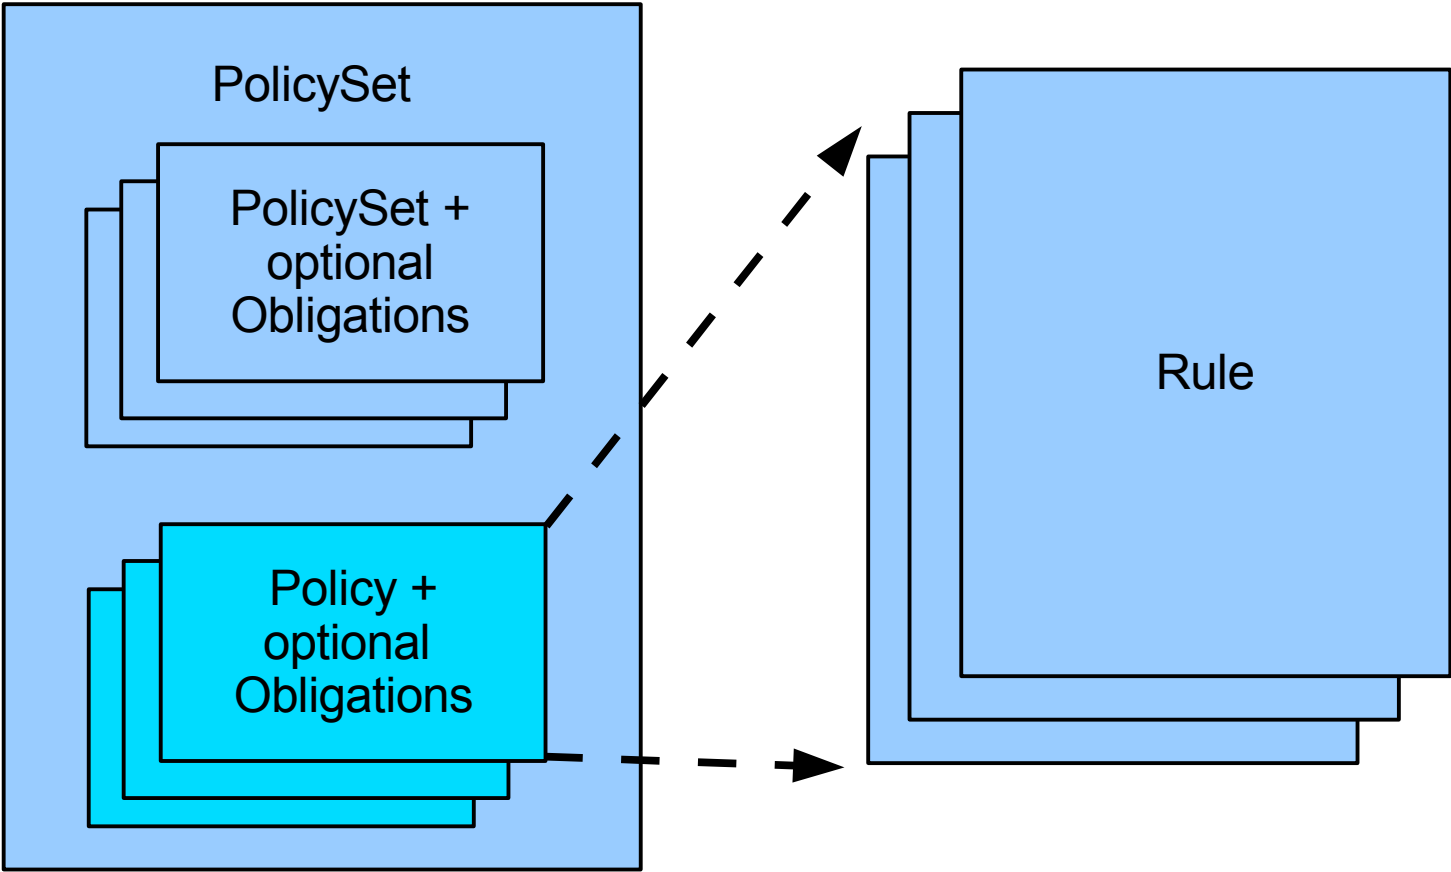 PolicySet
PolicySet +
optional
Obligations
Policy +
optional
Obligations
Rule